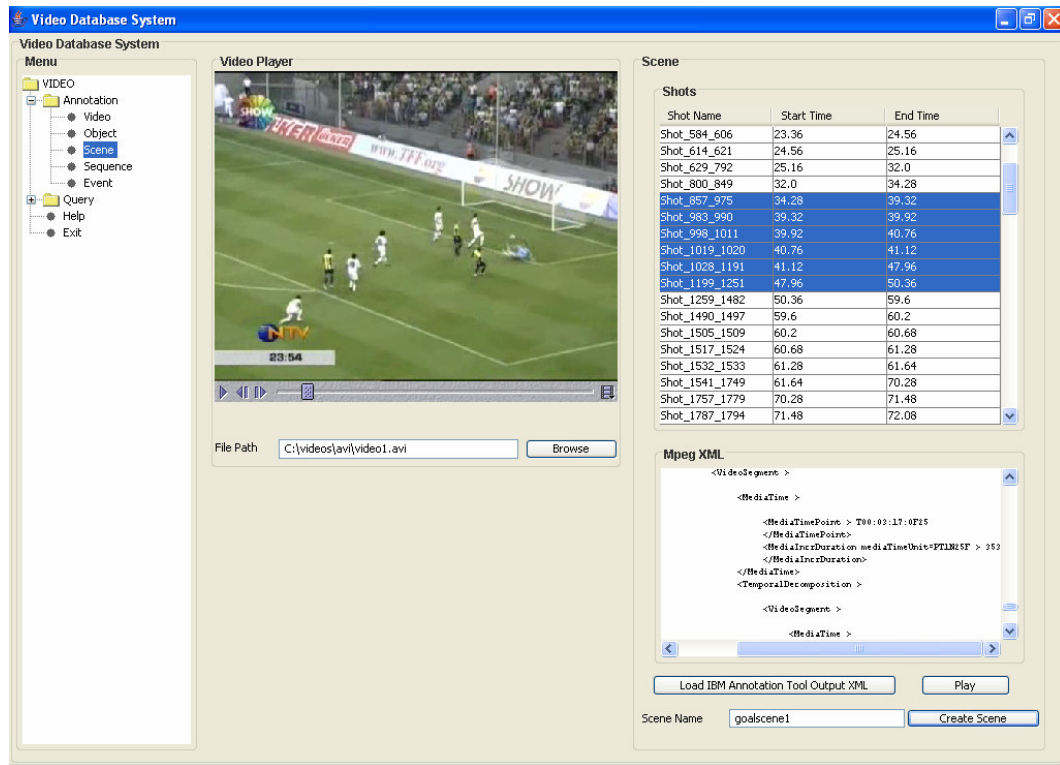 Video Database System
Video Database System
Menu
VIDEO
Annotation
Video
Object
Scene
Sequence
Event
Query
Help
Exit
Video Player
SHOW
ÜLKER ÜLKER
www.TFF.org
SHOW
NTV
23:54
File Path C:\videos\avi\video1.avi Browse
Scene
Shots
Shot Name Start Time End Time
Shot_584_606 23.36 24.56
Shot_614_621 24.56 25.16
Shot_629_792 25.16 32.0
Shot_800_849 32.0 34.28
Shot_857_975 34.28 39.32
Shot_983_990 39.32 39.92
Shot_998_1011 39.92 40.76
Shot_1019_1020 40.76 41.12
Shot_1028_1191 41.12 47.96
Shot_1199_1251 47.96 50.36
Shot_1259_1482 50.36 59.6
Shot_1490_1497 59.6 60.2
Shot_1505_1509 60.2 60.68
Shot_1517_1524 60.68 61.28
Shot_1532_1533 61.28 61.64
Shot_1541_1749 61.64 70.28
Shot_1757_1779 70.28 71.48
Shot_1787_1794 71.48 72.08
Mpeg XML
<VideoSegment >
<MediaTime >
<MediaTimePoint > T00:03:17:0F25
</MediaTimePoint>
<MediaIncrDuration mediaTimeUnit=PT1N25F > 353
</MediaIncrDuration>
</MediaTime>
<TemporalDecomposition >
<VideoSegment >
<MediaTime >
Load IBM Annotation Tool Output XML Play
Scene Name goalscene1 Create Scene